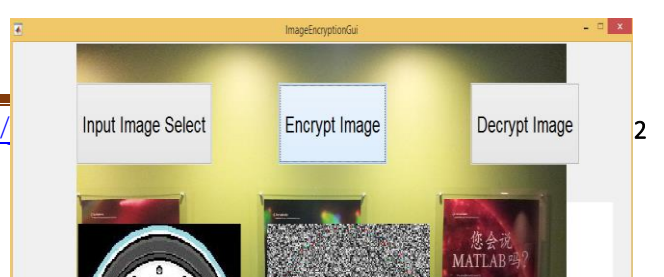 ImageEncryptionGui
Input Image Select
Encrypt Image
Decrypt Image
/
2
您会说
MATLAB吗?